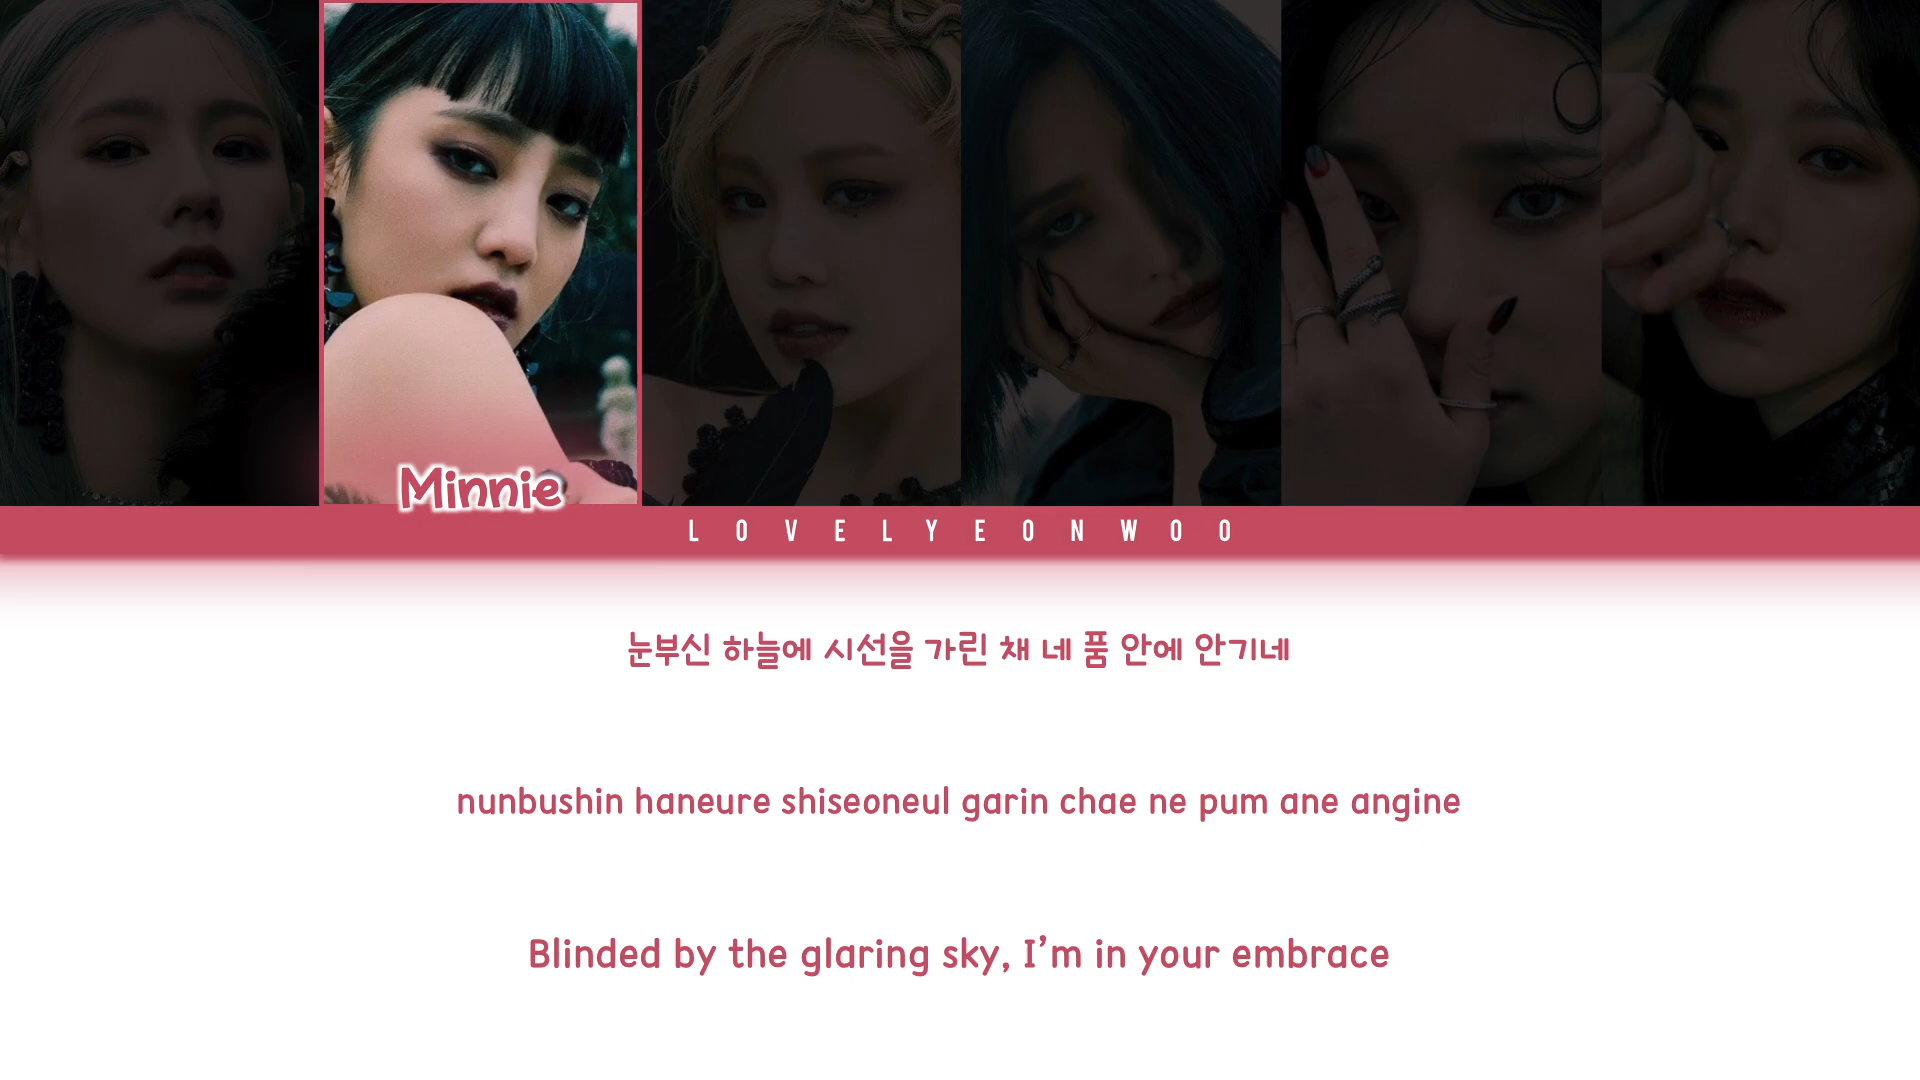 Minnie
LOVELYEONWOO
눈부신 하늘에 시선을 가린 채 네 품 안에 안기네
nunbushin haneure shiseoneul garin chae ne pum ane angine
Blinded by the glaring sky, I’m in your embrace